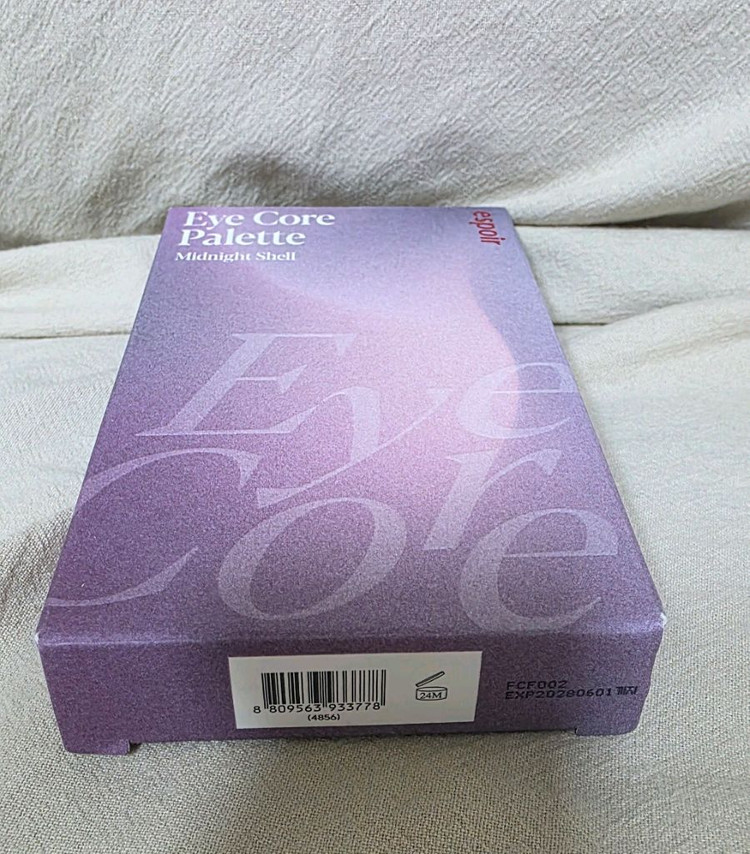 Eye Core
Palette
Midnight Shell
espoir
Eye
Core
8 809563 933778
(4856)
24M
FCF002
EXP20280601